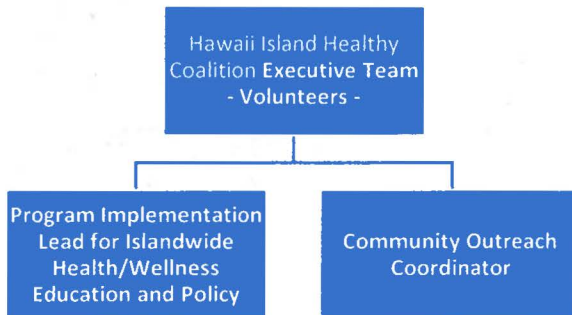 Hawaii Island Healthy
Coalition Executive Team
- Volunteers -
Program Implementation
Lead for Islandwide
Health/Wellness
Education and Policy
Community Outreach
Coordinator